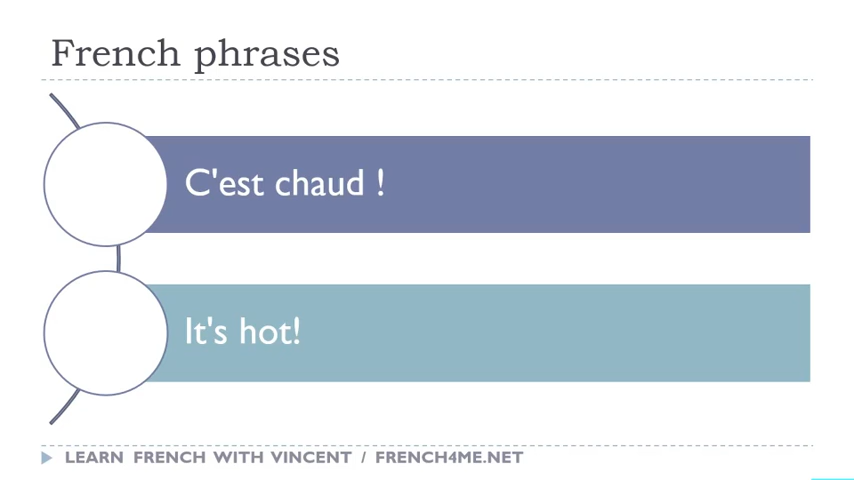 French phrases
C'est chaud !
It's hot!
LEARN FRENCH WITH VINCENT / FRENCH4ME.NET